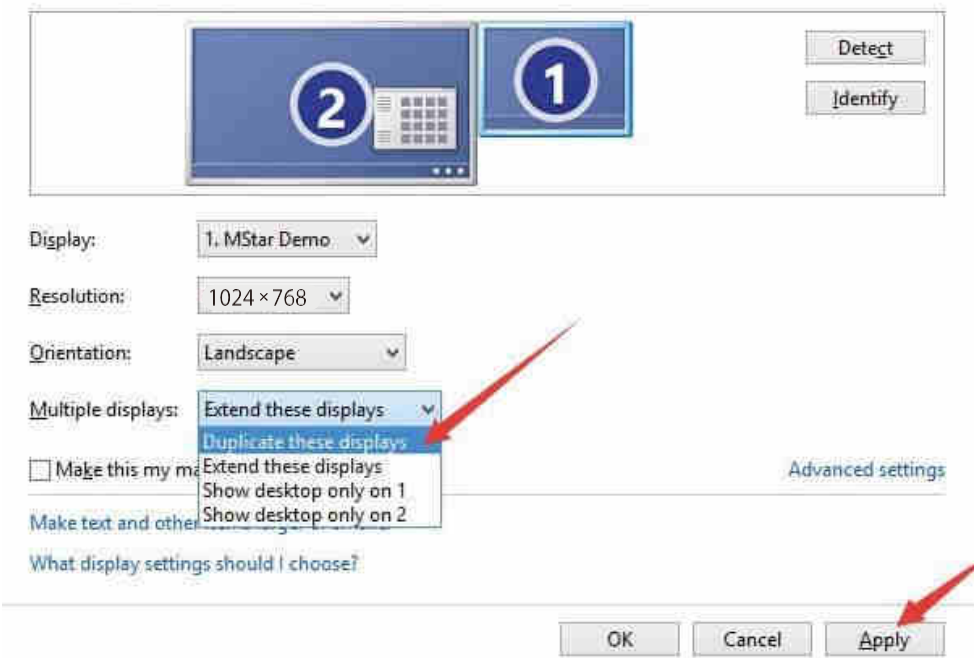 2 1
Detect
Identify
Display: 1. MStar Demo
Resolution: 1024 × 768
Orientation: Landscape
Multiple displays: Extend these displays
Duplicate these displays
Make this my Extend these displays
Advanced settings
Show desktop only on 1
Make text and other Show desktop only on 2
What display settings should I choose?
OK Cancel Apply